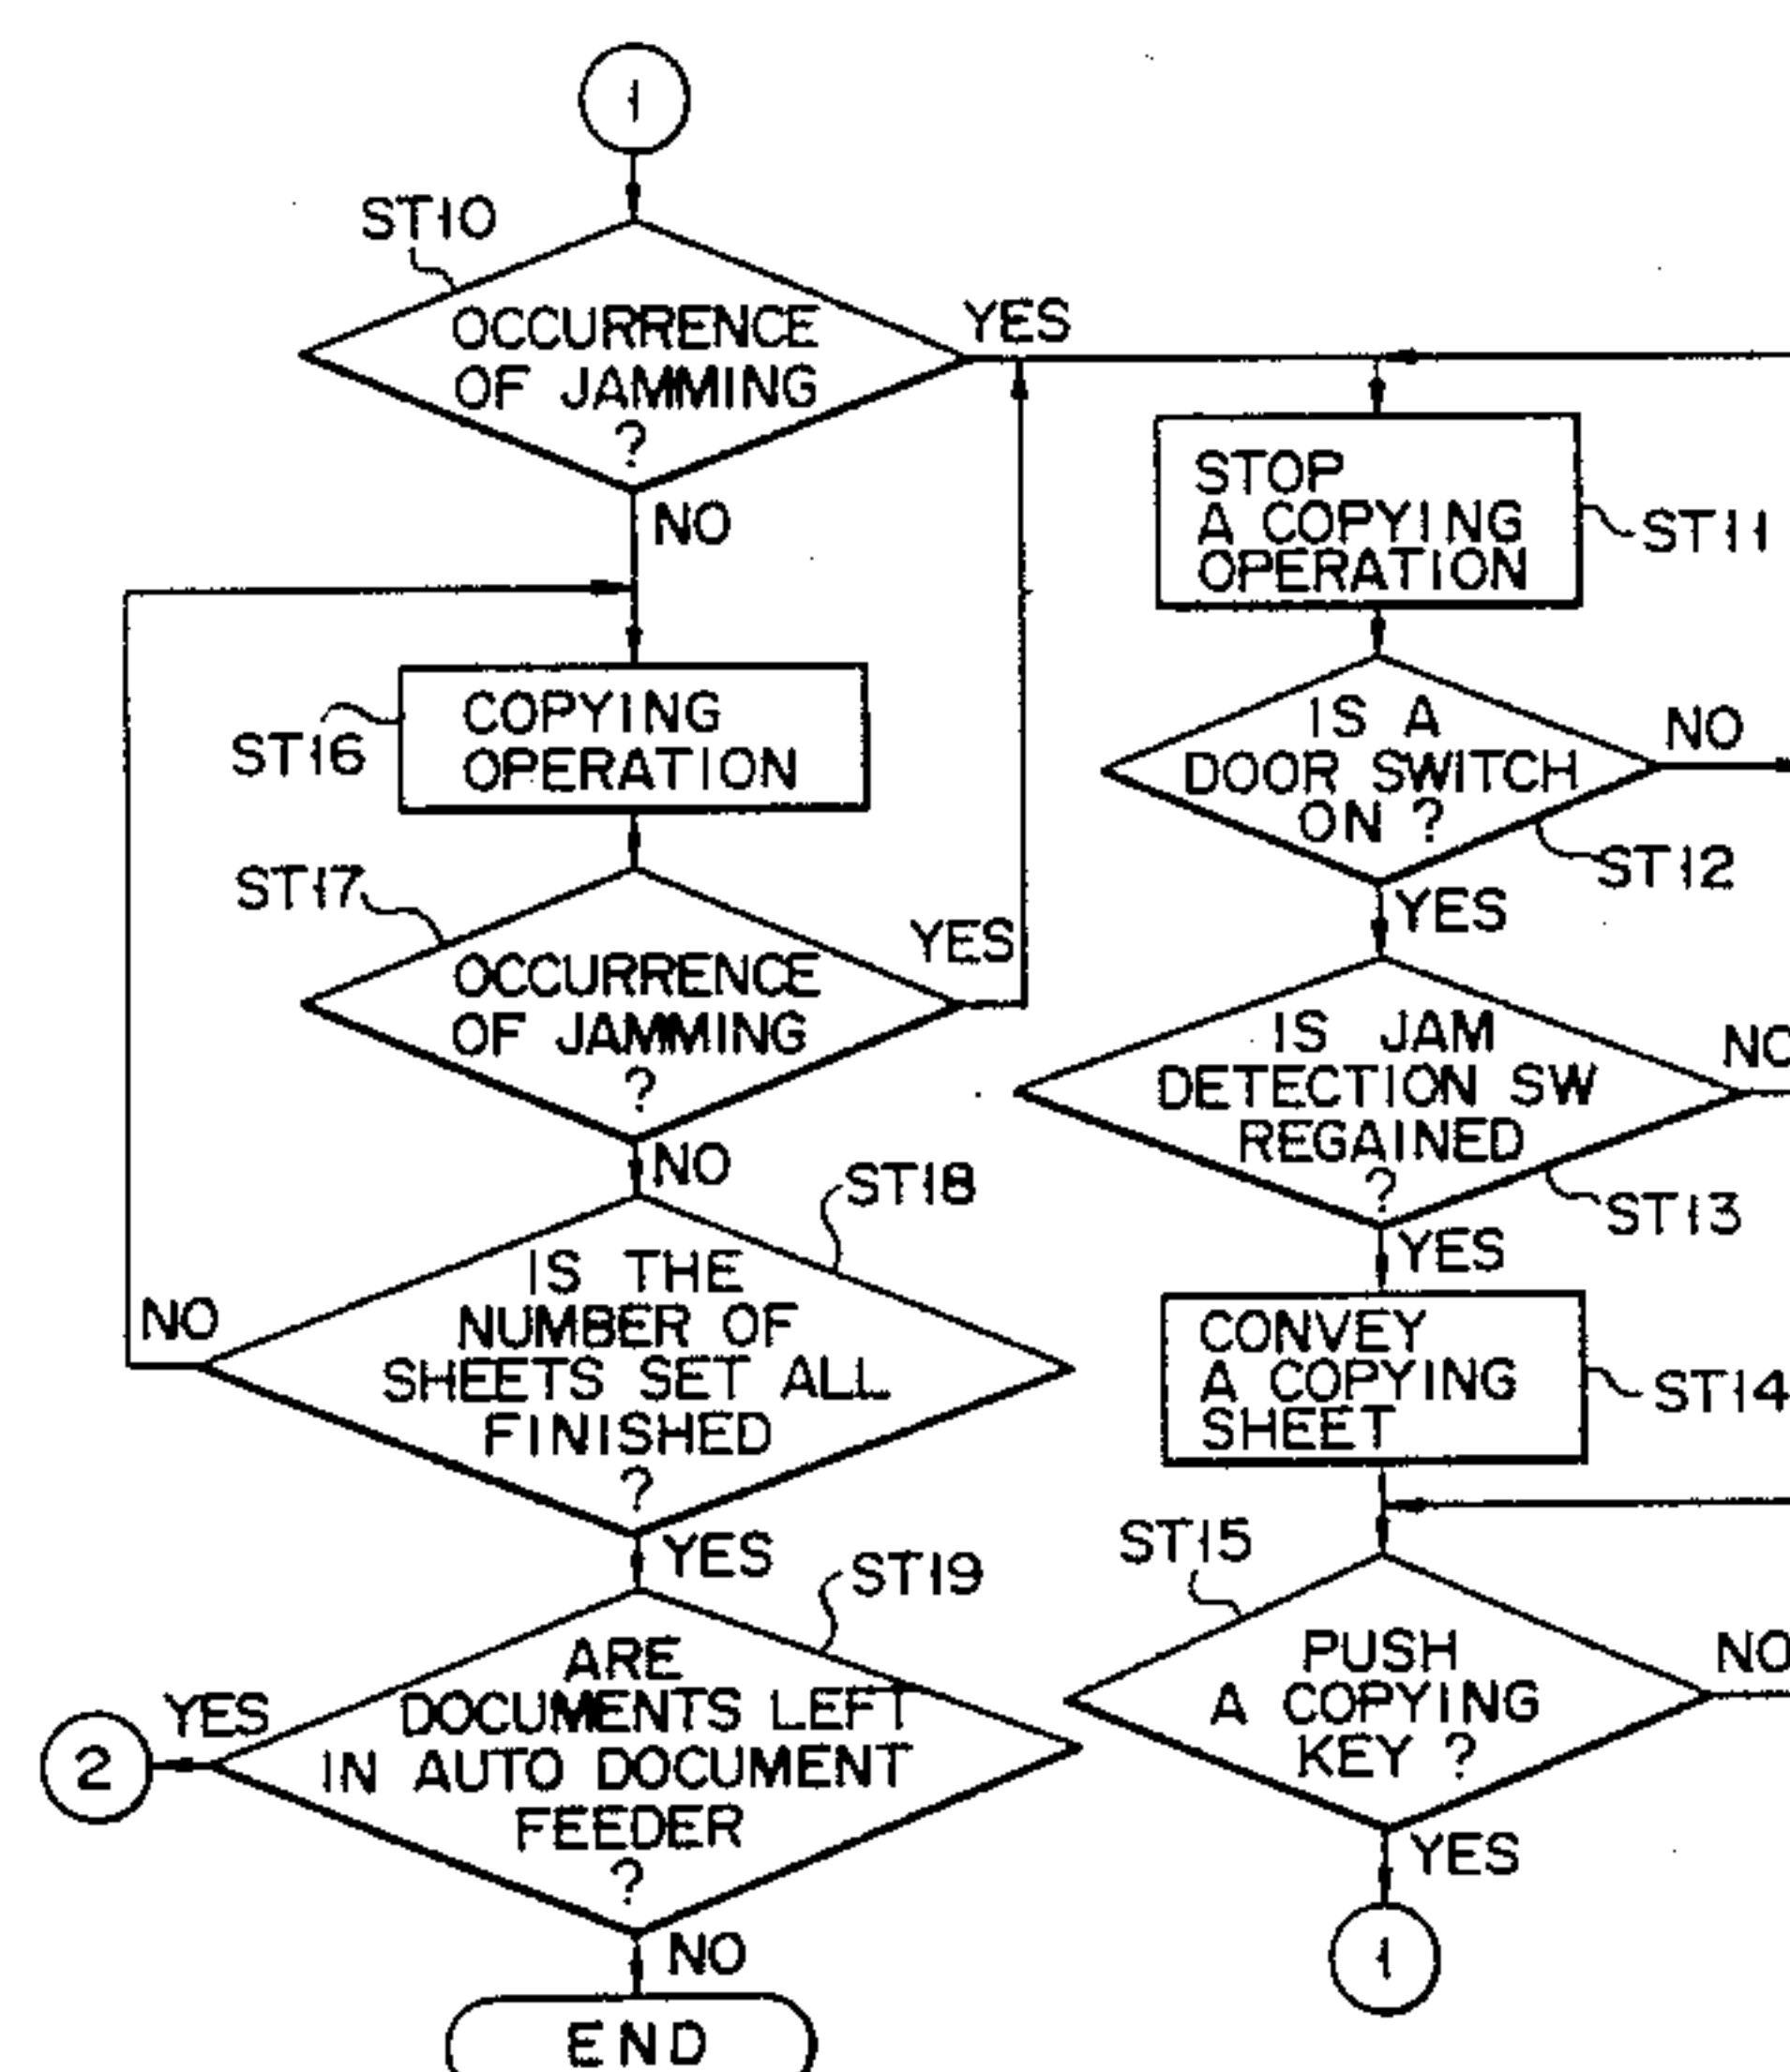 1
ST10
OCCURRENCE
OF JAMMING
?
YES
NO
ST16
COPYING
OPERATION
ST17
OCCURRENCE
OF JAMMING
?
YES
NO
ST18
IS THE
NUMBER OF
SHEETS SET ALL
FINISHED
?
NO
YES
ST19
ARE
DOCUMENTS LEFT
IN AUTO DOCUMENT
FEEDER
?
YES
2
NO
END
STOP
A COPYING
OPERATION
ST11
IS A
DOOR SWITCH
ON ?
NO
ST12
YES
IS JAM
DETECTION SW
REGAINED
?
NO
ST13
YES
CONVEY
A COPYING
SHEET
ST14
ST15
PUSH
A COPYING
KEY ?
NO
YES
1